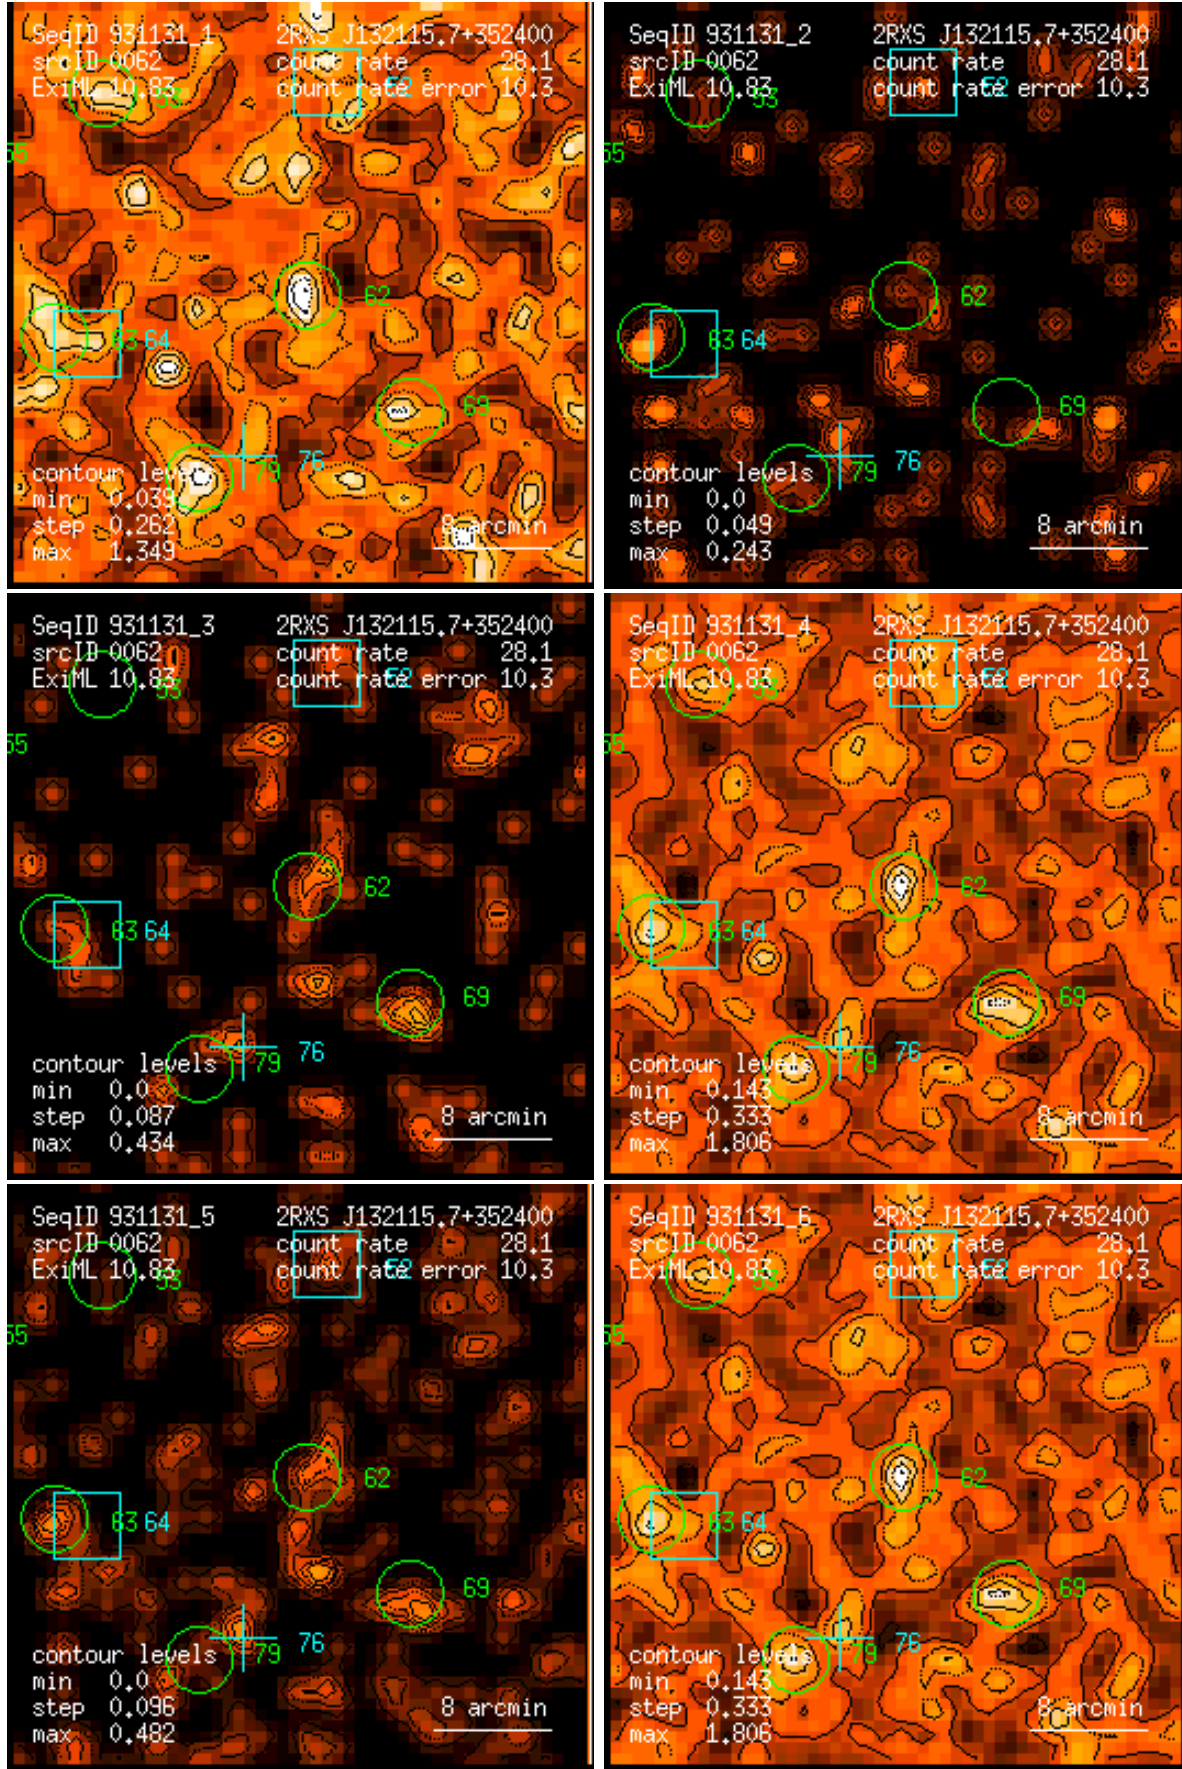 SeqID 931131_1 2RXS J132115.7+352400
srcID 0062 count rate 28.1
ExiML 10.83 count rate error 10.3
93 52
55
62
63 64
69
76
79
contour levels
min 0.039
step 0.262
max 1.349
8 arcmin
SeqID 931131_2 2RXS J132115.7+352400
srcID 0062 count rate 28.1
ExiML 10.83 count rate error 10.3
52
55
62
63 64
69
76
79
contour levels
min 0.0
step 0.049
max 0.243
8 arcmin
SeqID 931131_3 2RXS J132115.7+352400
srcID 0062 count rate 28.1
ExiML 10.83 count rate error 10.3
52
55
62
63 64
69
76
79
contour levels
min 0.0
step 0.087
max 0.434
8 arcmin
SeqID 931131_4 2RXS J132115.7+352400
srcID 0062 count rate 28.1
ExiML 10.83 count rate error 10.3
52
55
62
63 64
69
76
79
contour levels
min 0.143
step 0.333
max 1.806
8 arcmin
SeqID 931131_5 2RXS J132115.7+352400
srcID 0062 count rate 28.1
ExiML 10.83 count rate error 10.3
52
55
62
63 64
69
76
79
contour levels
min 0.0
step 0.096
max 0.482
8 arcmin
SeqID 931131_6 2RXS J132115.7+352400
srcID 0062 count rate 28.1
ExiML 10.83 count rate error 10.3
52
55
62
63 64
69
76
79
contour levels
min 0.143
step 0.333
max 1.806
8 arcmin